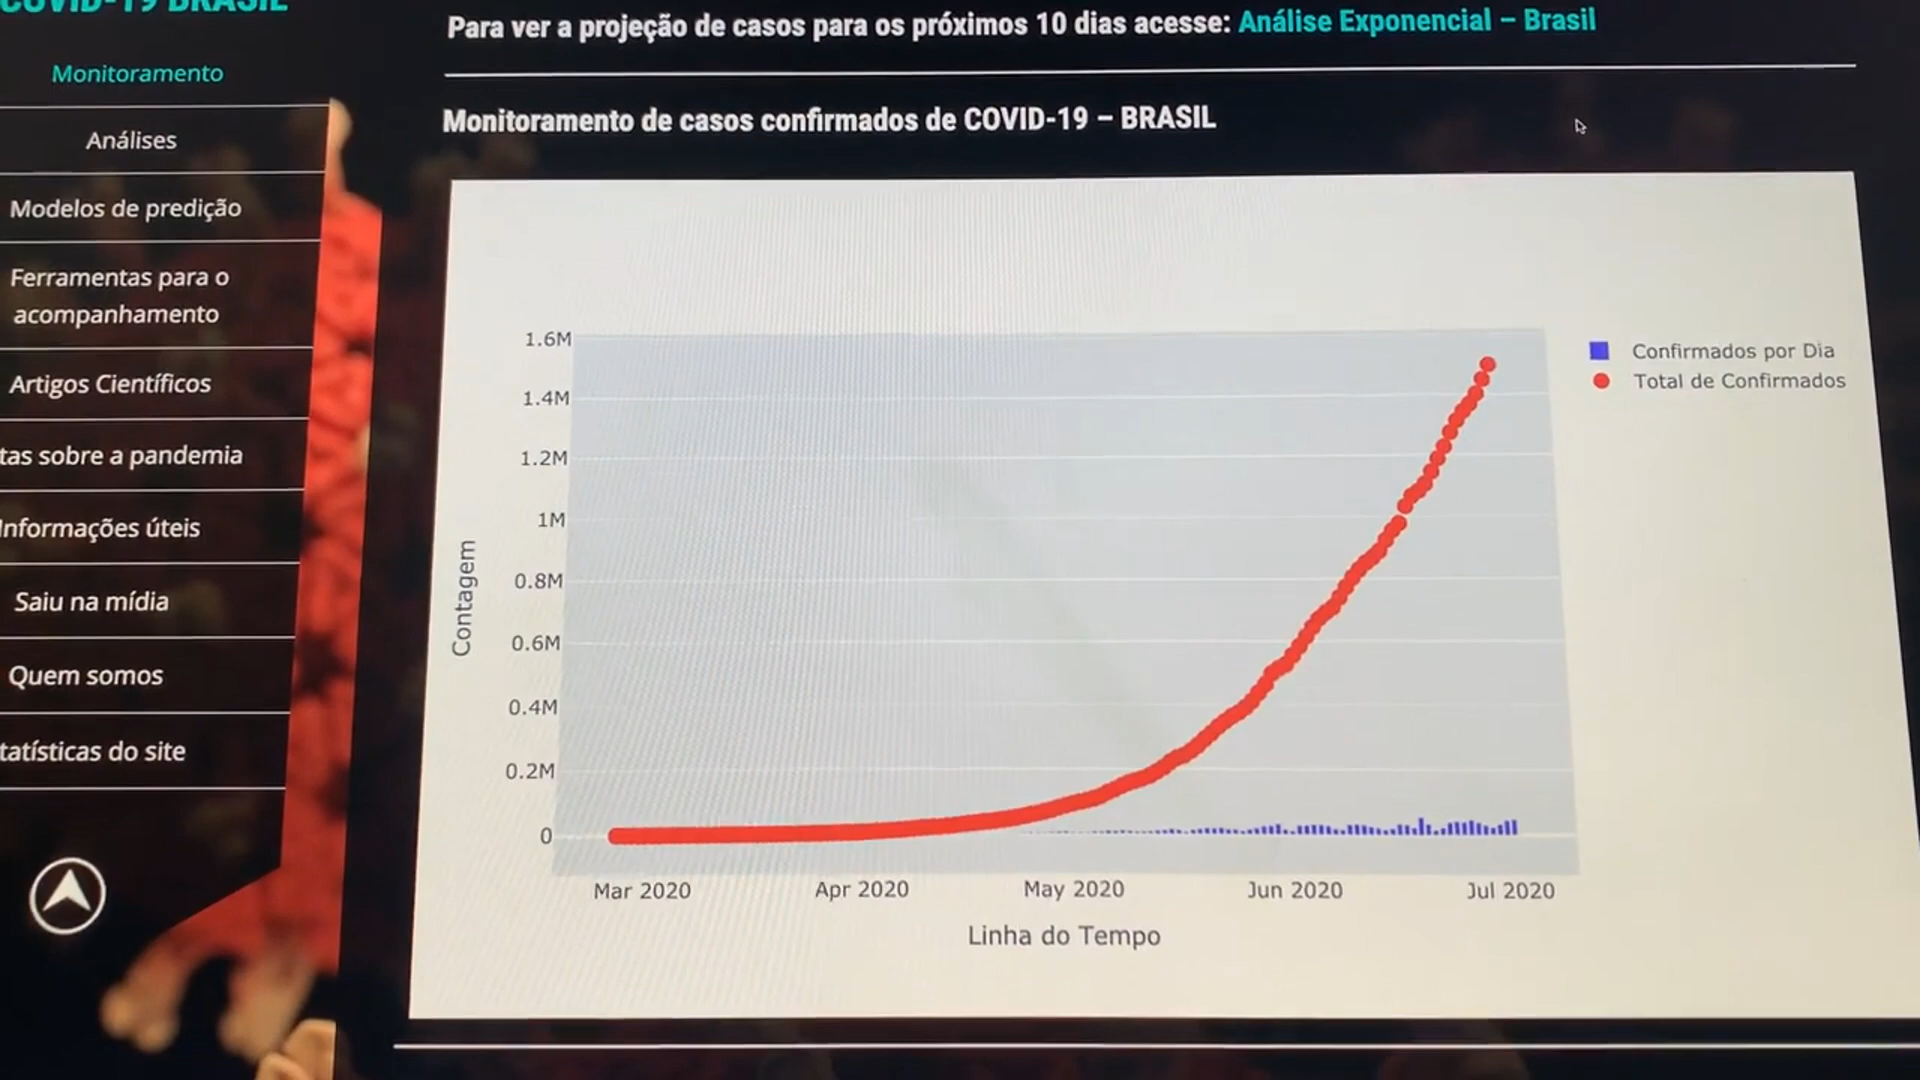 COVID-19 BRASIL
Monitoramento
Análises
Modelos de predição
Ferramentas para o
acompanhamento
Artigos Científicos
sobre a pandemia
Informações úteis
Saiu na mídia
Quem somos
do site
Para ver a projeção de casos para os próximos 10 dias acesse: Análise Exponencial – Brasil
Monitoramento de casos confirmados de COVID-19 – BRASIL
Contagem
1.6M
1.4M
1.2M
1M
0.8M
0.6M
0.4M
0.2M
0
Mar 2020
Apr 2020
May 2020
Jun 2020
Jul 2020
Linha do Tempo
Confirmados por Dia
Total de Confirmados